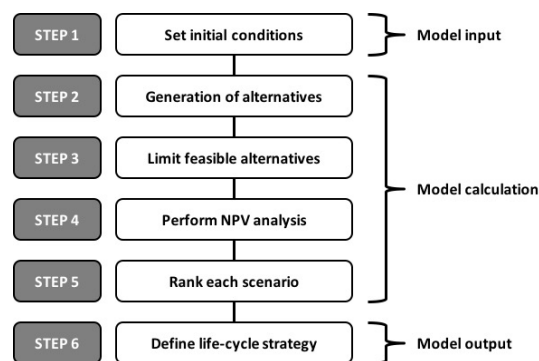 STEP 1 Set initial conditions Model input
STEP 2 Generation of alternatives
STEP 3 Limit feasible alternatives
Model calculation
STEP 4 Perform NPV analysis
STEP 5 Rank each scenario
STEP 6 Define life-cycle strategy Model output